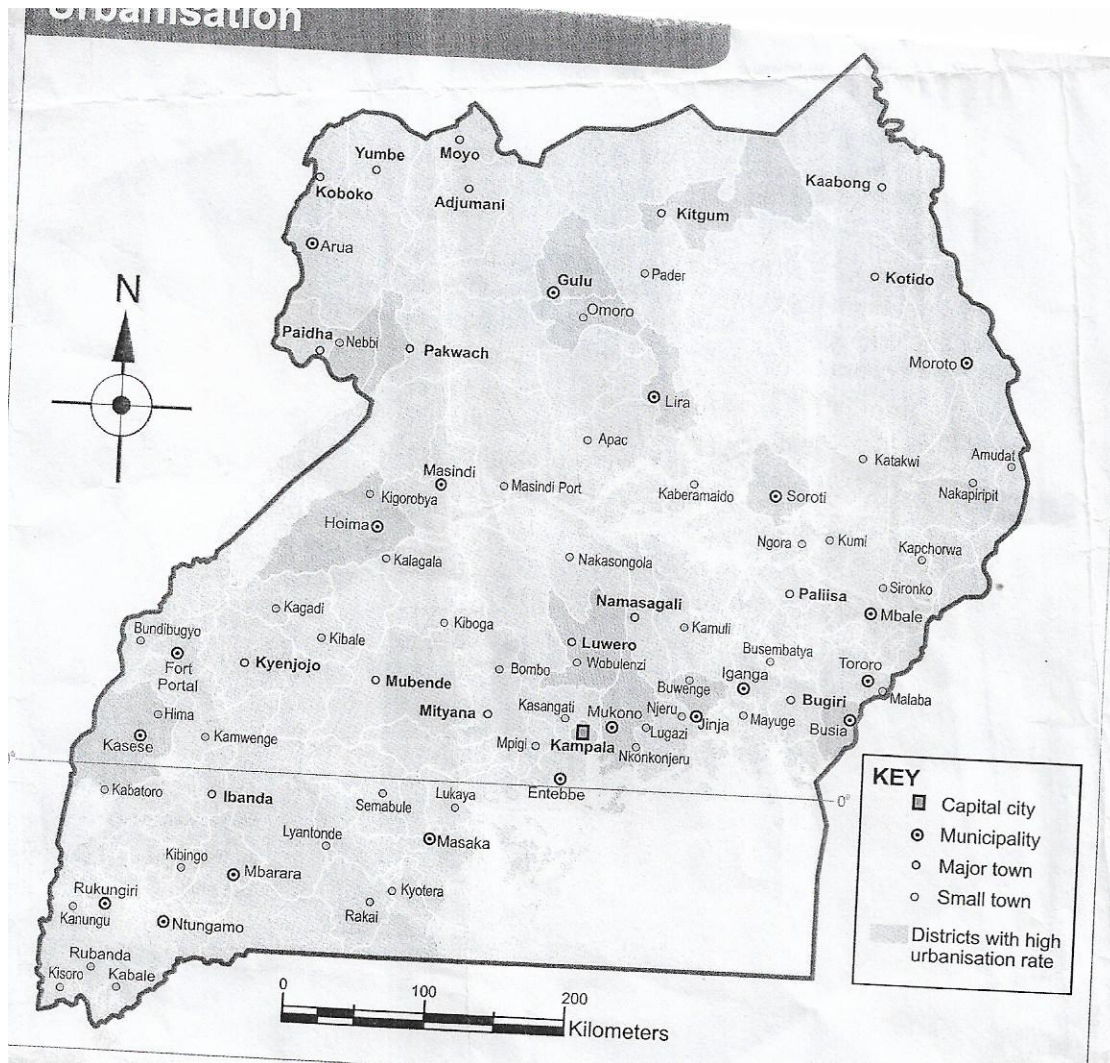 Urbanisation
Moyo
Yumbe
Koboko
Adjumani
Kaabong
Kitgum
Arua
N
Gulu
Pader
Kotido
Omoro
Paidha
Nebbi
Pakwach
Moroto
Lira
Apac
Katakwi
Amudat
Masindi
Kigorobya
Masindi Port
Kaberamaido
Soroti
Nakapiripit
Hoima
Kalagala
Nakasongola
Ngora
Kumi
Kapchorwa
Sironko
Paliisa
Mbale
Kagadi
Namasagali
Kamuli
Bundibugyo
Kibale
Kiboga
Luwero
Busembatya
Tororo
Fort
Portal
Kyenjojo
Mubende
Bombo
Wobulenzi
Buwenge
Iganga
Bugiri
Malaba
Hima
Mityana
Kasangati
Mukono
Njeru
Jinja
Mayuge
Busia
Kasese
Kamwenge
Mpigi
Kampala
Lugazi
Nkonkonjeru
Entebbe
0°
Kabatoro
Ibanda
Semabule
Lukaya
Lyantonde
Masaka
Kibingo
Mbarara
Kyotera
Rakai
Rukungiri
Kanungu
Ntungamo
Rubanda
Kisoro
Kabale
KEY
Capital city
Municipality
Major town
Small town
Districts with high
urbanisation rate
0
100
200
Kilometers